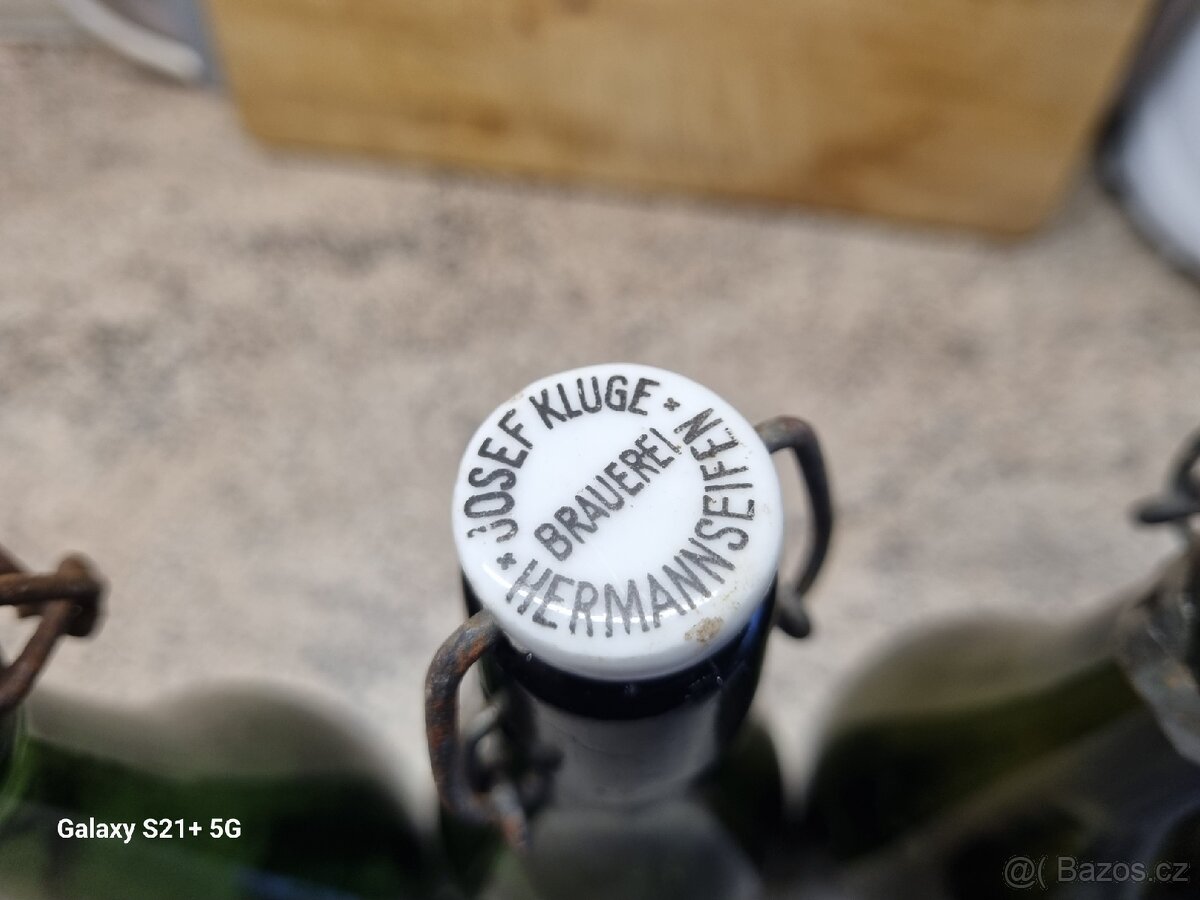 JOSEF KLUGE *
BRAUEREI
* HERMANNSEIFEN
Galaxy S21+ 5G
@( Bazos.cz